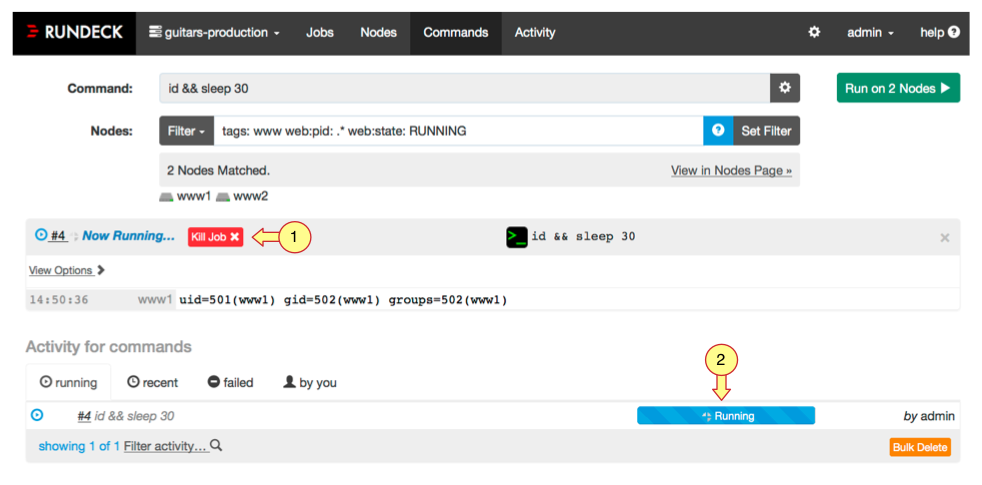 RUNDECK guitars-production Jobs Nodes Commands Activity admin help ?
Command: id && sleep 30 Run on 2 Nodes
Nodes: Filter tags: www web:pid: .* web:state: RUNNING ? Set Filter
2 Nodes Matched. View in Nodes Page »
www1 www2
#4 Now Running... Kill Job ✖ 1 >_ id && sleep 30 ×
View Options
14:50:36 www1 uid=501(www1) gid=502(www1) groups=502(www1)
Activity for commands
2
running recent failed by you
#4 id && sleep 30 Running by admin
showing 1 of 1 Filter activity... Bulk Delete